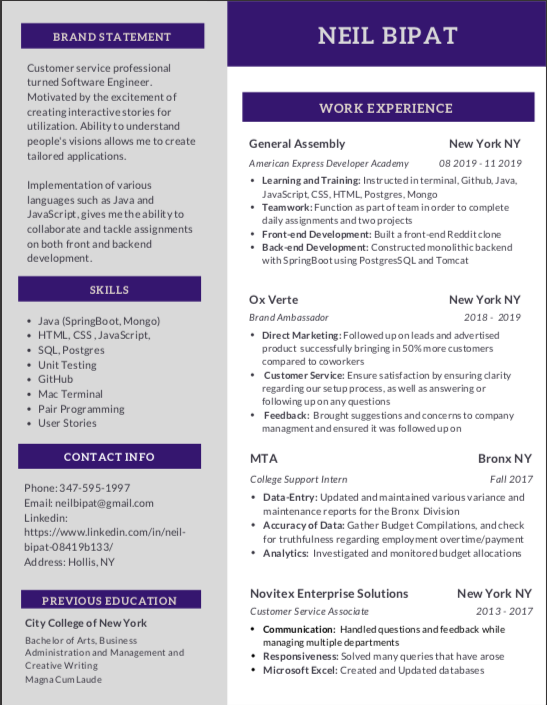 BRAND STATEMENT
Customer service professional
turned Software Engineer.
Motivated by the excitement of
creating interactive stories for
utilization. Ability to understand
people's visions allows me to create
tailored applications.
Implementation of various
languages such as Java and
JavaScript, gives me the ability to
collaborate and tackle assignments
on both front and backend
development.
SKILLS
• Java (SpringBoot, Mongo)
• HTML, CSS , JavaScript,
• SQL, Postgres
• Unit Testing
• GitHub
• Mac Terminal
• Pair Programming
• User Stories
CONTACT INFO
Phone: 347-595-1997
Email: neilbipat@gmail.com
Linkedin:
https://www.linkedin.com/in/neil-
bipat-08419b133/
Address: Hollis, NY
PREVIOUS EDUCATION
City College of New York
Bachelor of Arts, Business
Administration and Management and
Creative Writing
Magna Cum Laude
NEIL BIPAT
WORK EXPERIENCE
General Assembly New York NY
American Express Developer Academy 08 2019 - 11 2019
• Learning and Training: Instructed in terminal, Github, Java,
JavaScript, CSS, HTML, Postgres, Mongo
• Teamwork: Function as part of team in order to complete
daily assignments and two projects
• Front-end Development: Built a front-end Reddit clone
• Back-end Development: Constructed monolithic backend
with SpringBoot using PostgresSQL and Tomcat
Ox Verte New York NY
Brand Ambassador 2018 - 2019
• Direct Marketing: Followed up on leads and advertised
product successfully bringing in 50% more customers
compared to coworkers
• Customer Service: Ensure satisfaction by ensuring clarity
regarding our setup process, as well as answering or
following up on any questions
• Feedback: Brought suggestions and concerns to company
managment and ensured it was followed up on
MTA Bronx NY
College Support Intern Fall 2017
• Data-Entry: Updated and maintained various variance and
maintenance reports for the Bronx Division
• Accuracy of Data: Gather Budget Compilations, and check
for truthfulness regarding employment overtime/payment
• Analytics: Investigated and monitored budget allocations
Novitex Enterprise Solutions New York NY
Customer Service Associate 2013 - 2017
• Communication: Handled questions and feedback while
managing multiple departments
• Responsiveness: Solved many queries that have arose
• Microsoft Excel: Created and Updated databases